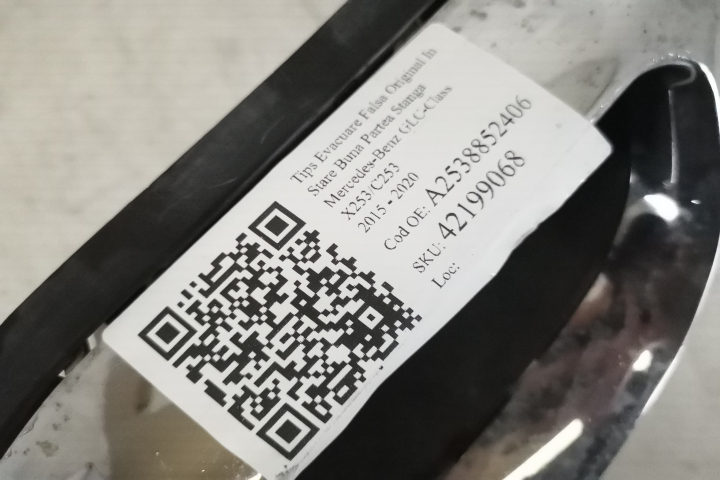 Tips Evacuare Falsa Original In
Stare Buna Partea Stanga
Mercedes-Benz GLC-Class
X253/C253
2015 - 2020
Cod OE: A2538852406
SKU: 42199068
Loc: